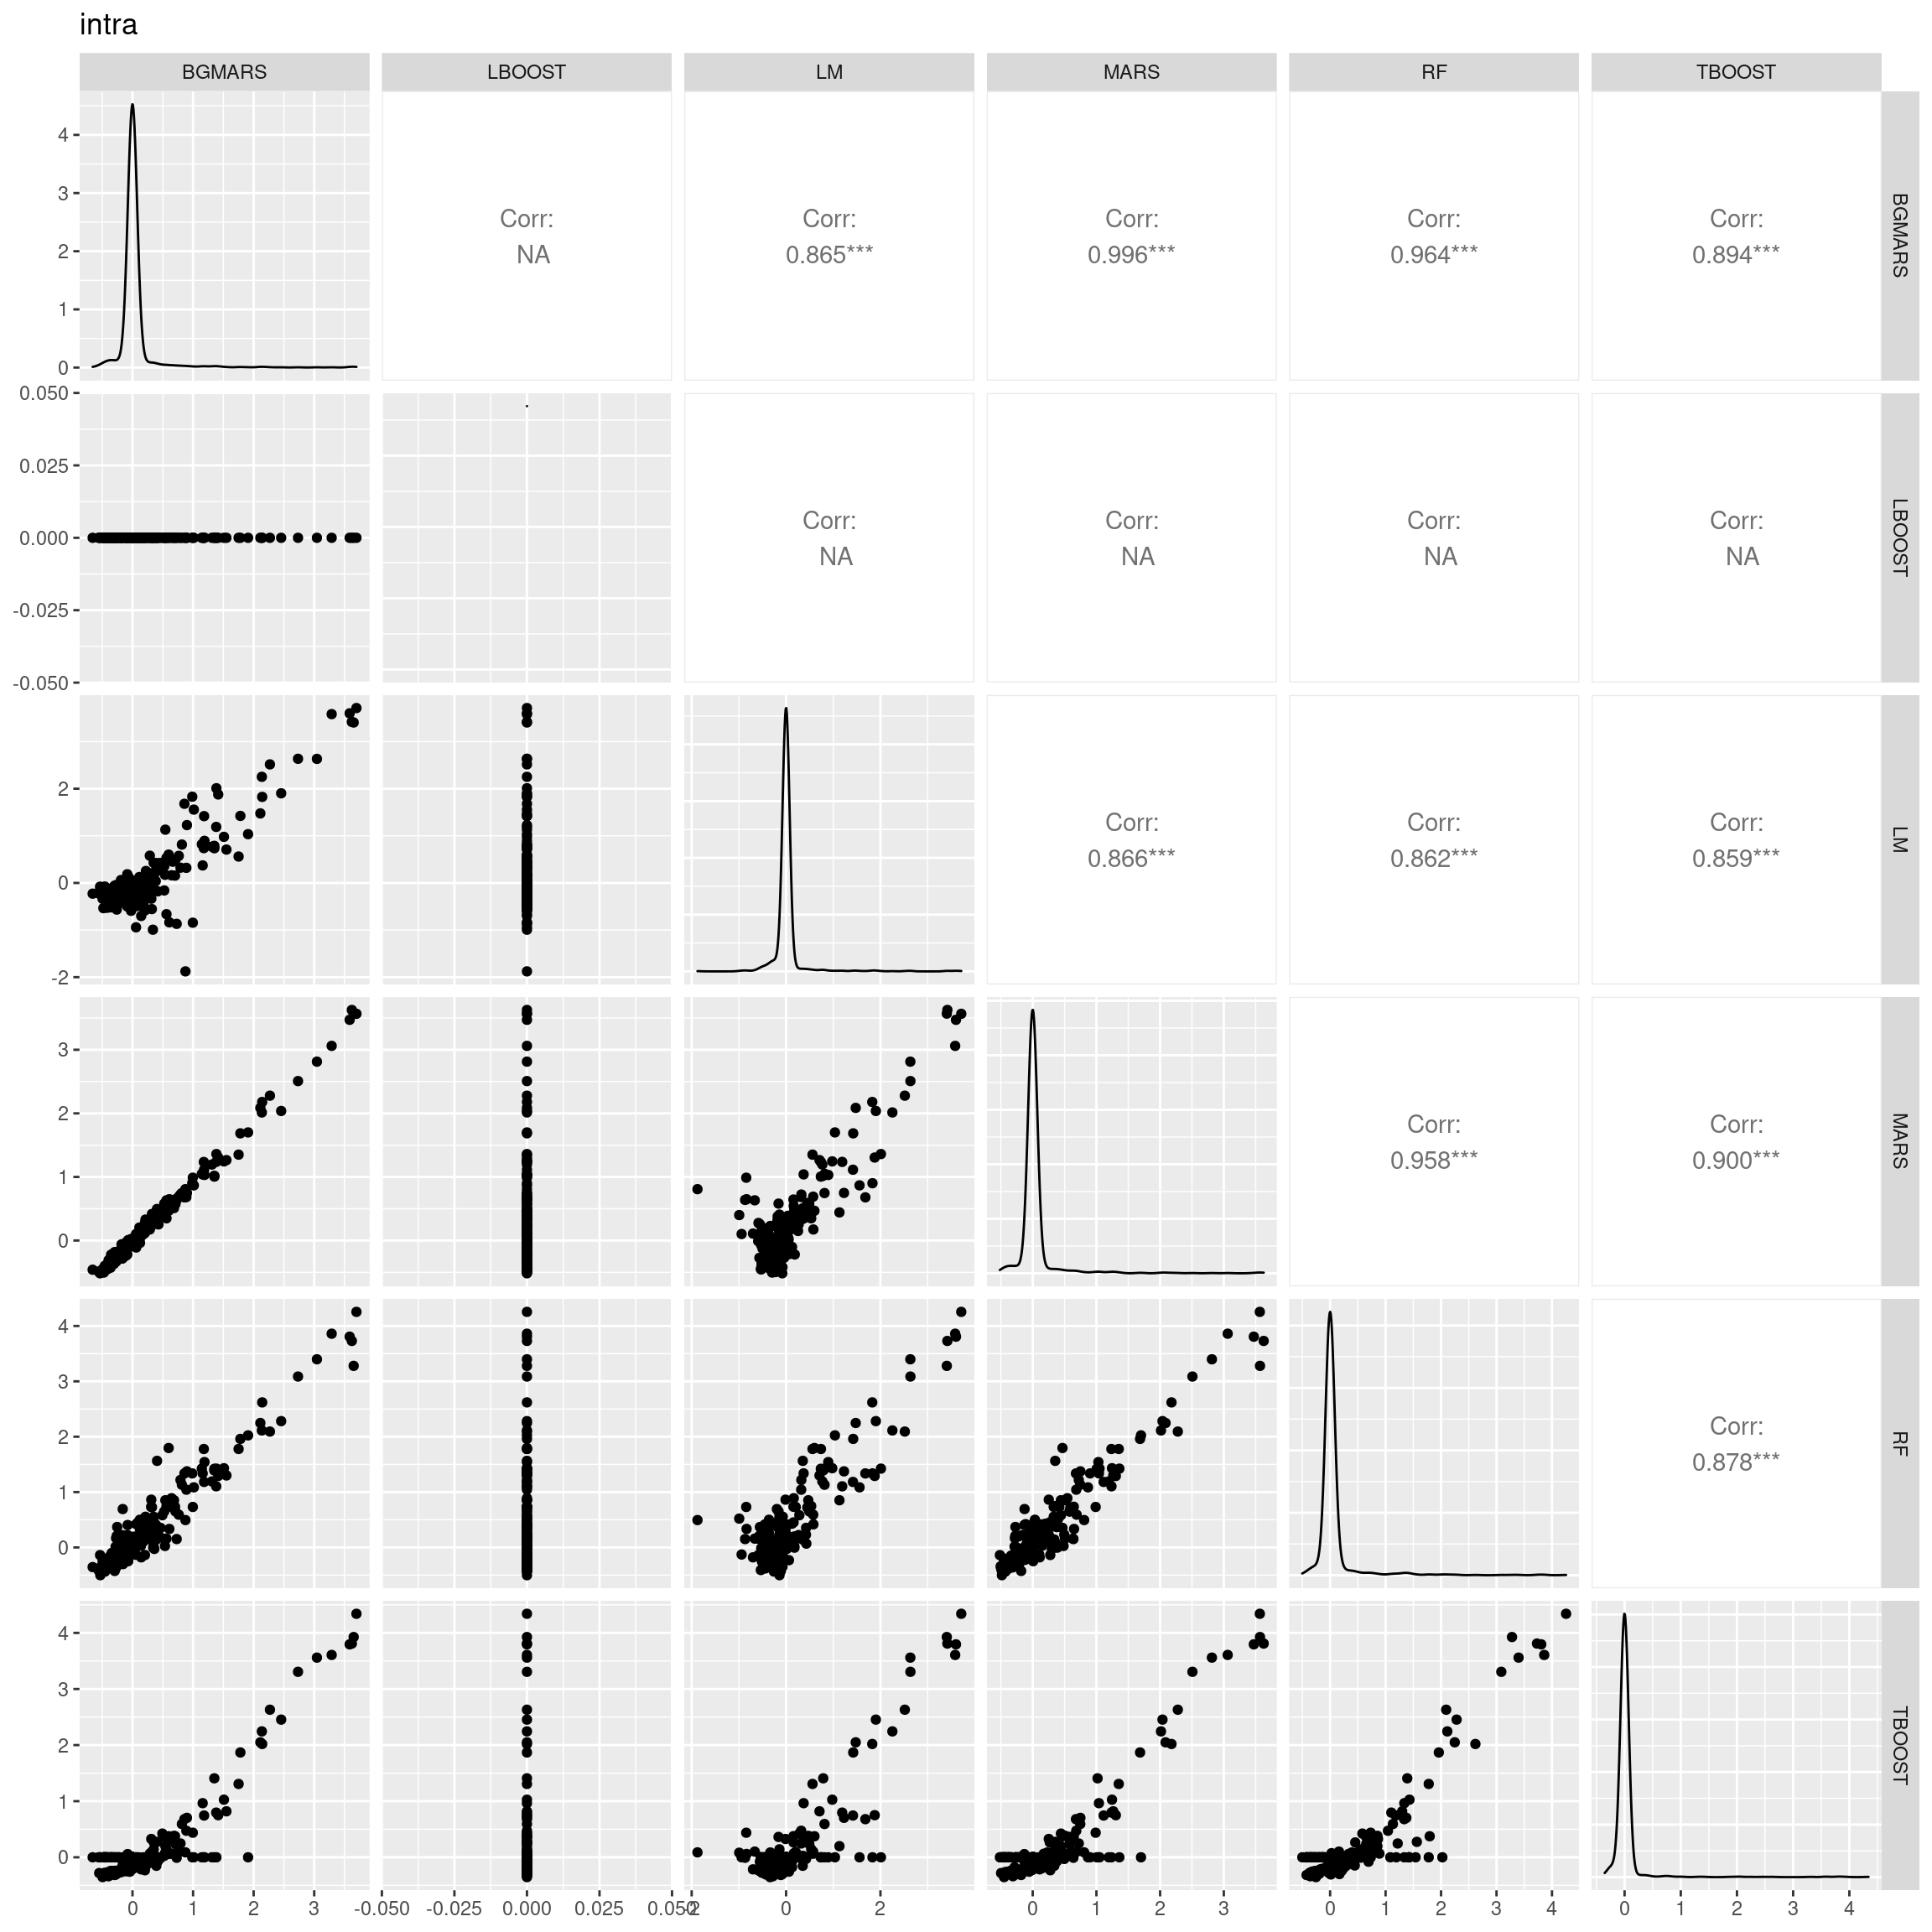 intra
BGMARS LBOOST LM MARS RF TBOOST
4
3
2
1
0
Corr:
NA
Corr:
0.865***
Corr:
0.996***
Corr:
0.964***
Corr:
0.894***
BGMARS
0.050
0.025
0.000
-0.025
-0.050
Corr:
NA
Corr:
NA
Corr:
NA
Corr:
NA
LBOOST
2
0
-2
Corr:
0.866***
Corr:
0.862***
Corr:
0.859***
LM
3
2
1
0
Corr:
0.958***
Corr:
0.900***
MARS
4
3
2
1
0
Corr:
0.878***
RF
4
3
2
1
0
TBOOST
0 1 2 3
-0.050 -0.025 0.000 0.025 0.050
-2 0 2
0 1 2 3
0 1 2 3 4
0 1 2 3 4